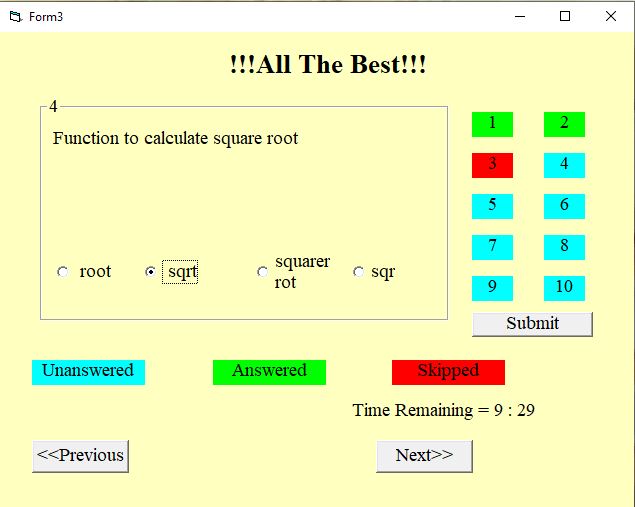 Form3
!!!All The Best!!!
4
Function to calculate square root
root
sqrt
squarer
rot
sqr
1
2
3
4
5
6
7
8
9
10
Submit
Unanswered
Answered
Skipped
Time Remaining = 9 : 29
<<Previous
Next>>